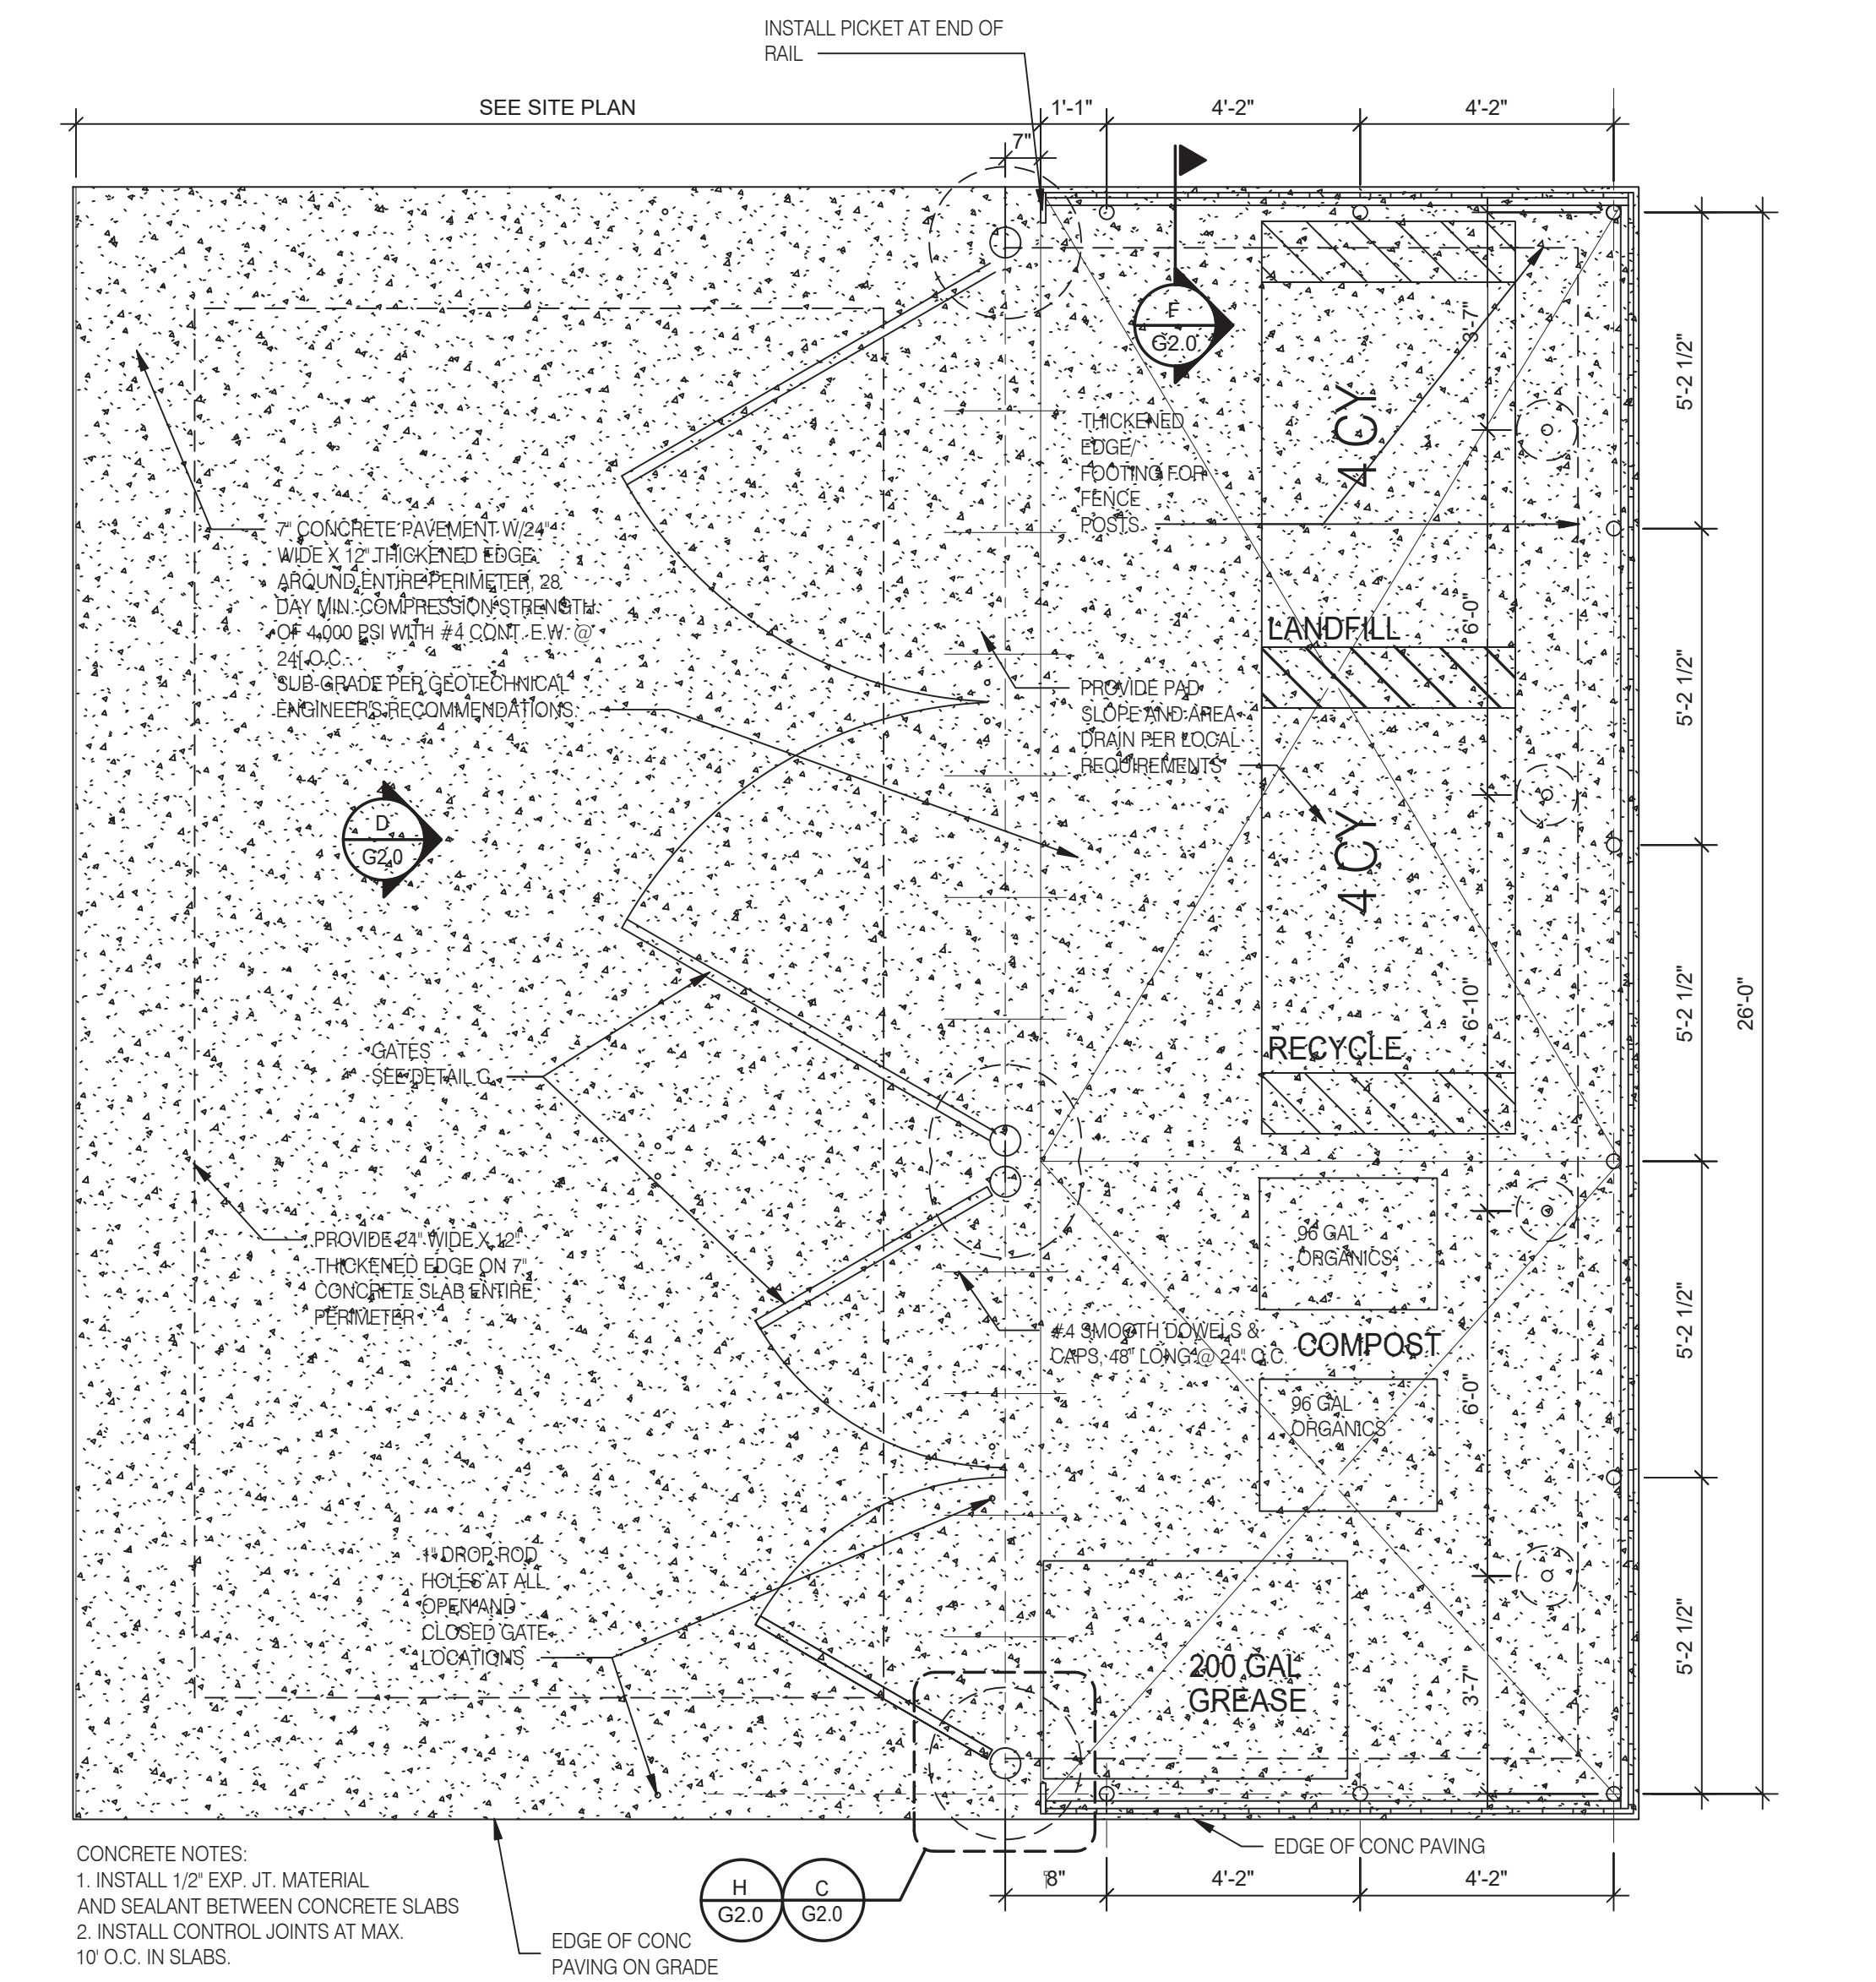 INSTALL PICKET AT END OF
RAIL
SEE SITE PLAN
1'-1"
4'-2"
4'-2"
7"
F
G2.0
3'-7"
5'-2 1/2"
4 CY
THICKENED
EDGE/
FOOTING FOR
FENCE
POSTS
7" CONCRETE PAVEMENT W/24"
WIDE X 12" THICKENED EDGE
AROUND ENTIRE PERIMETER, 28
DAY MIN. COMPRESSION STRENGTH
OF 4,000 PSI WITH #4 CONT. E.W. @
24[ O.C.
SUB-GRADE PER GEOTECHNICAL
ENGINEER'S RECOMMENDATIONS
6'-0"
LANDFILL
5'-2 1/2"
PROVIDE PAD
SLOPE AND AREA
DRAIN PER LOCAL
REQUIREMENTS
D
G2.0
4 CY
6'-10"
5'-2 1/2"
26'-0"
RECYCLE
GATES
SEE DETAIL C
PROVIDE 24" WIDE X 12"
THICKENED EDGE ON 7"
CONCRETE SLAB ENTIRE
PERIMETER
96 GAL
ORGANICS
#4 SMOOTH DOWELS &
CAPS, 48" LONG @ 24" O.C.
COMPOST
5'-2 1/2"
6'-0"
96 GAL
ORGANICS
1" DROP ROD
HOLES AT ALL
OPEN AND
CLOSED GATE
LOCATIONS
200 GAL
GREASE
3'-7"
5'-2 1/2"
EDGE OF CONC PAVING
8"
4'-2"
4'-2"
H
G2.0
C
G2.0
CONCRETE NOTES:
1. INSTALL 1/2" EXP. JT. MATERIAL
AND SEALANT BETWEEN CONCRETE SLABS
2. INSTALL CONTROL JOINTS AT MAX.
10' O.C. IN SLABS.
EDGE OF CONC
PAVING ON GRADE